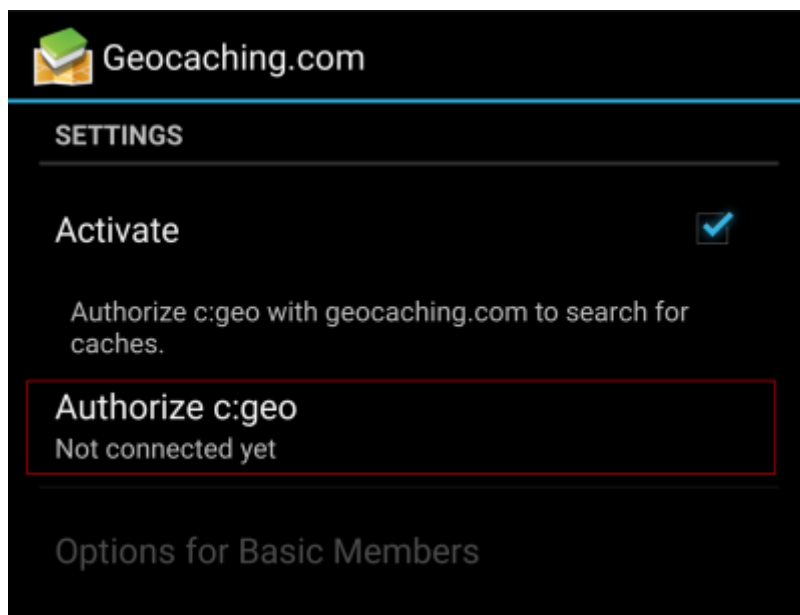 Geocaching.com
SETTINGS
Activate
Authorize c:geo with geocaching.com to search for
caches.
Authorize c:geo
Not connected yet
Options for Basic Members